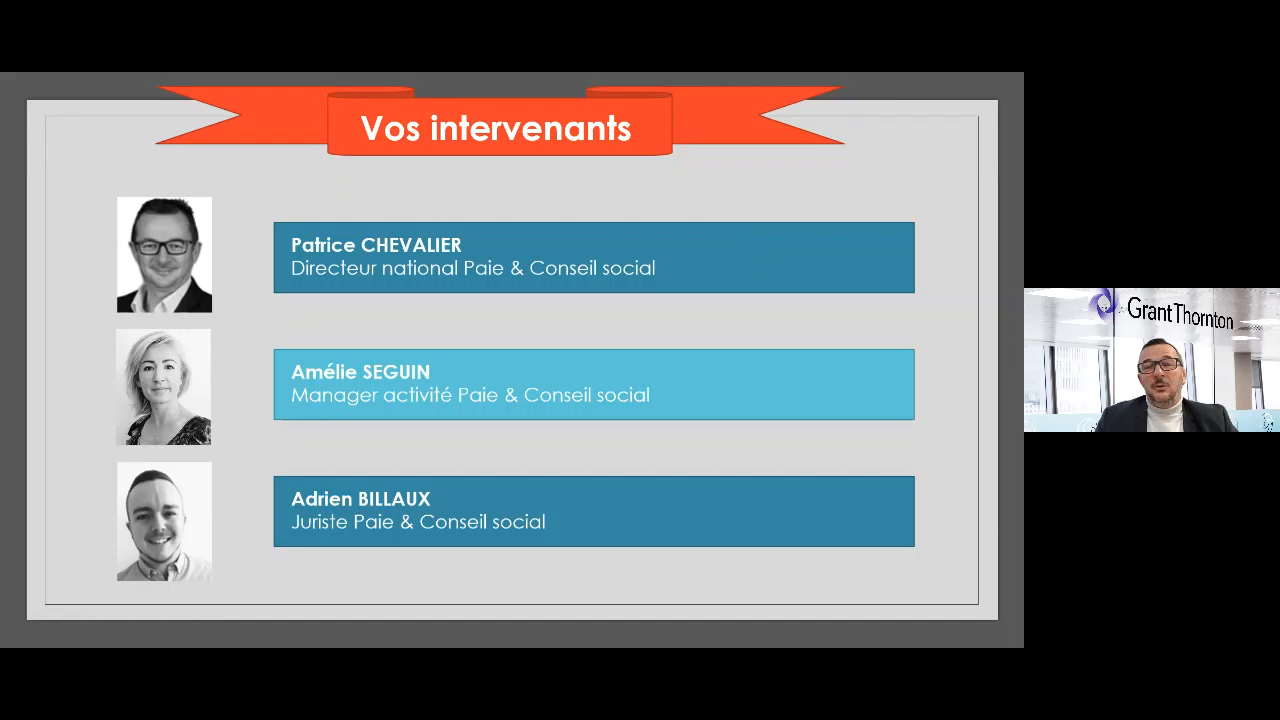 Vos intervenants
Patrice CHEVALIER
Directeur national Paie & Conseil social
Amélie SEGUIN
Manager activité Paie & Conseil social
Adrien BILLAUX
Juriste Paie & Conseil social
GrantThornton